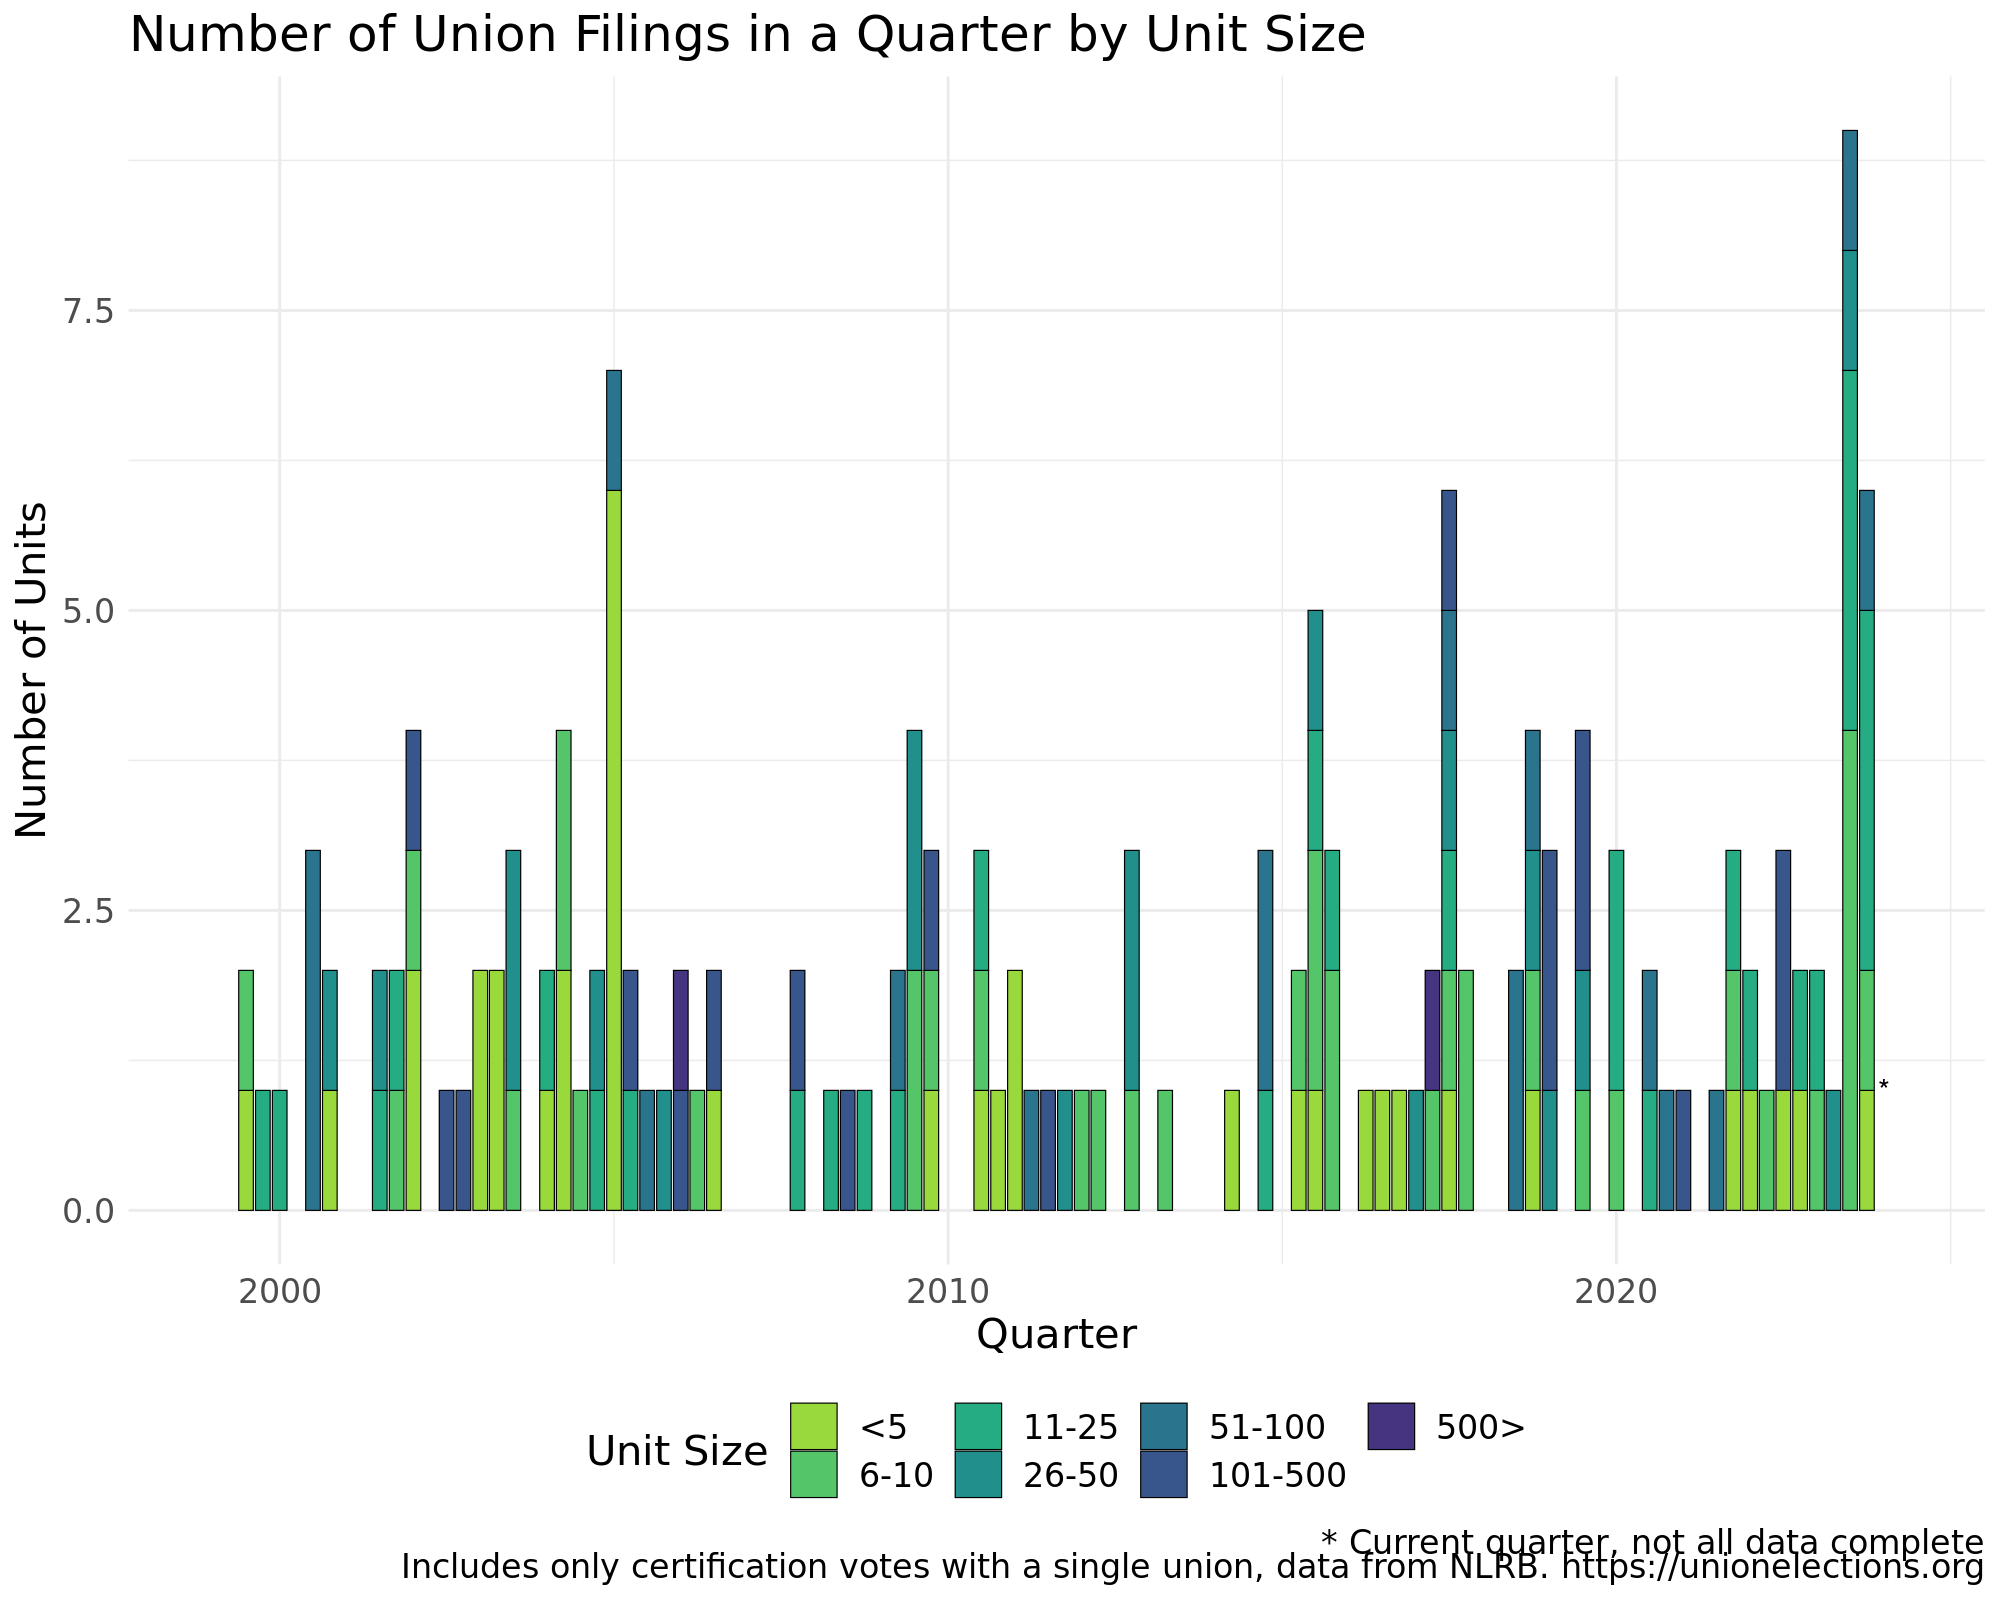 Number of Union Filings in a Quarter by Unit Size
Number of Units
7.5
5.0
2.5
0.0
*
2000 2010 2020
Quarter
Unit Size
<5 11-25 51-100 500>
6-10 26-50 101-500
* Current quarter, not all data complete
Includes only certification votes with a single union, data from NLRB. https://unionelections.org